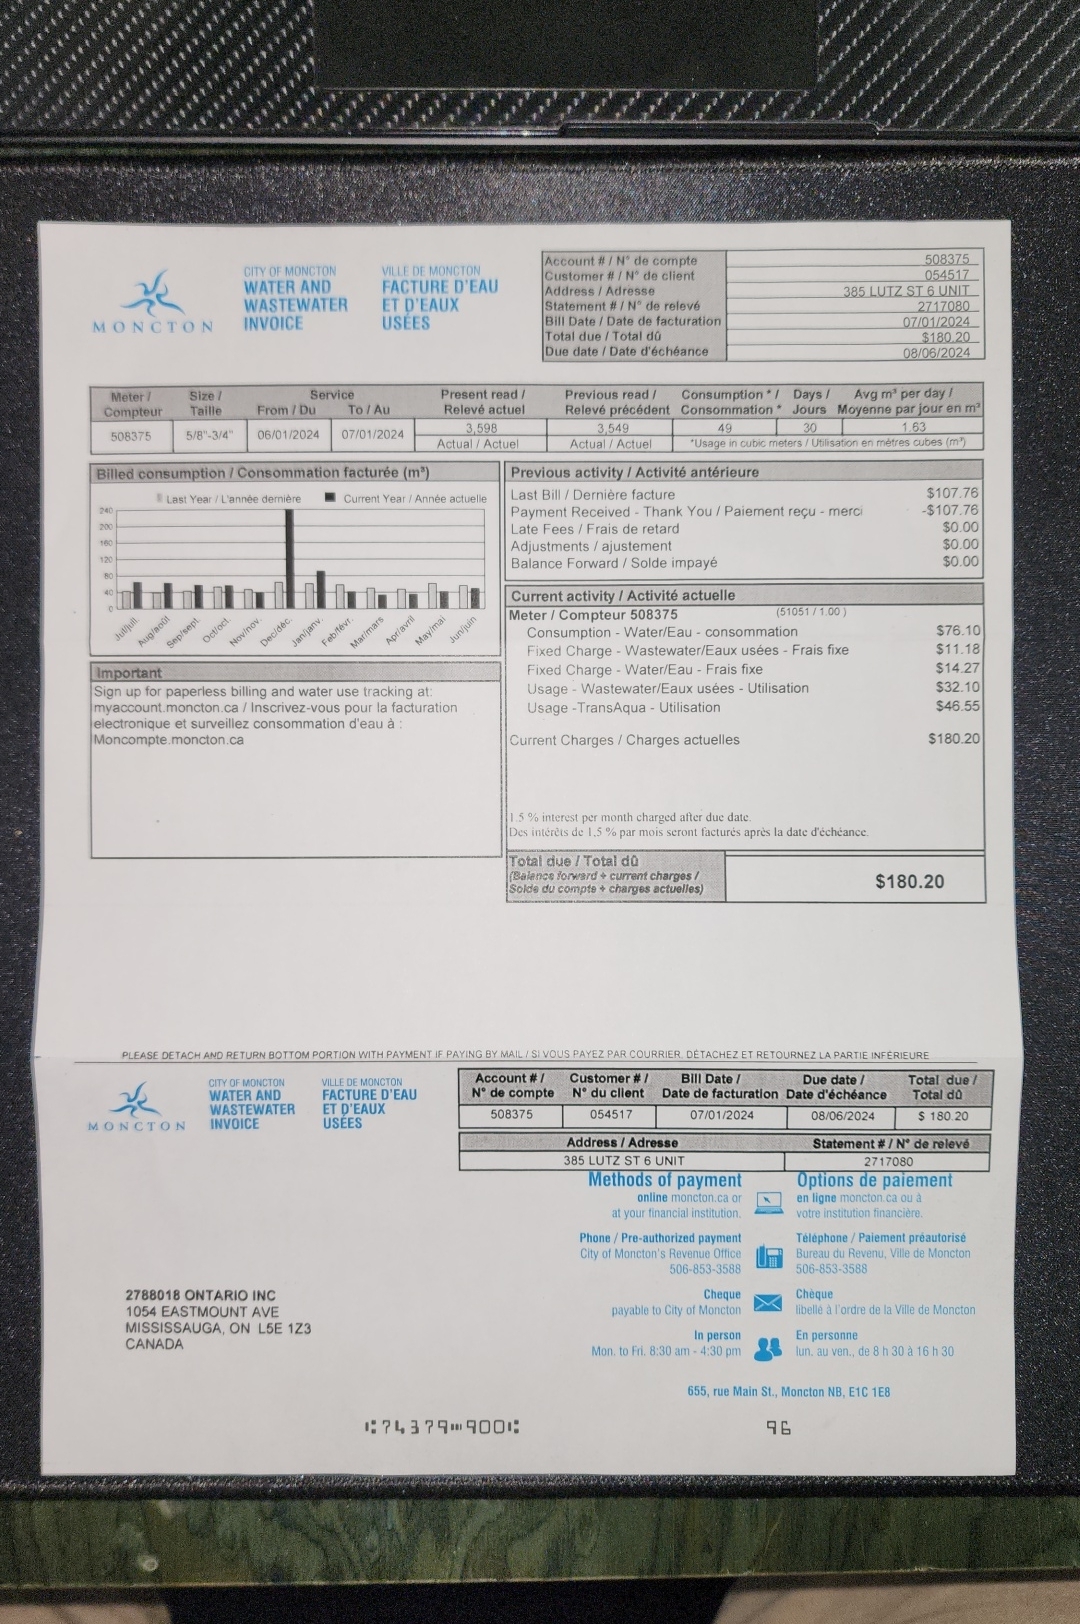 MONCTON
CITY OF MONCTON
WATER AND
WASTEWATER
INVOICE
VILLE DE MONCTON
FACTURE D'EAU
ET D'EAUX
USÉES
Account # / N° de compte 508375
Customer # / N° de client 054517
Address / Adresse 385 LUTZ ST 6 UNIT
Statement # / N° de relevé 2717080
Bill Date / Date de facturation 07/01/2024
Total due / Total dû $180.20
Due date / Date d'échéance 08/06/2024
Meter / Compteur Size / Taille Service From / Du To / Au Present read / Relevé actuel Previous read / Relevé précédent Consumption * / Consommation * Days / Jours Avg m³ per day / Moyenne par jour en m³
508375 5/8"-3/4" 06/01/2024 07/01/2024 3,598 3,549 49 30 1.63
Actual / Actuel Actual / Actuel *Usage in cubic meters / Utilisation en mètres cubes (m³)
Billed consumption / Consommation facturée (m³)
Last Year / L'année dernière Current Year / Année actuelle
240
200
160
120
80
40
0
Jul/juil. Aug/août Sep/sept. Oct/oct. Nov/nov. Dec/déc. Jan/janv. Feb/févr. Mar/mars Apr/avril May/mai Jun/juin
Important
Sign up for paperless billing and water use tracking at:
myaccount.moncton.ca / Inscrivez-vous pour la facturation
electronique et surveillez consommation d'eau à :
Moncompte.moncton.ca
Previous activity / Activité antérieure
Last Bill / Dernière facture $107.76
Payment Received - Thank You / Paiement reçu - merci -$107.76
Late Fees / Frais de retard $0.00
Adjustments / ajustement $0.00
Balance Forward / Solde impayé $0.00
Current activity / Activité actuelle
Meter / Compteur 508375 (51051 / 1.00 )
Consumption - Water/Eau - consommation $76.10
Fixed Charge - Wastewater/Eaux usées - Frais fixe $11.18
Fixed Charge - Water/Eau - Frais fixe $14.27
Usage - Wastewater/Eaux usées - Utilisation $32.10
Usage -TransAqua - Utilisation $46.55
Current Charges / Charges actuelles $180.20
1.5 % interest per month charged after due date.
Des intérêts de 1.5 % par mois seront facturés après la date d'échéance.
Total due / Total dû
(Balance forward + current charges /
Solde du compte + charges actuelles)
$180.20
PLEASE DETACH AND RETURN BOTTOM PORTION WITH PAYMENT IF PAYING BY MAIL / SI VOUS PAYEZ PAR COURRIER, DÉTACHEZ ET RETOURNEZ LA PARTIE INFÉRIEURE
MONCTON
CITY OF MONCTON
WATER AND
WASTEWATER
INVOICE
VILLE DE MONCTON
FACTURE D'EAU
ET D'EAUX
USÉES
Account # / N° de compte Customer # / N° du client Bill Date / Date de facturation Due date / Date d'échéance Total due / Total dû
508375 054517 07/01/2024 08/06/2024 $ 180.20
Address / Adresse Statement # / N° de relevé
385 LUTZ ST 6 UNIT 2717080
Methods of payment
online moncton.ca or
at your financial institution.
Phone / Pre-authorized payment
City of Moncton's Revenue Office
506-853-3588
Cheque
payable to City of Moncton
In person
Mon. to Fri. 8:30 am - 4:30 pm
Options de paiement
en ligne moncton.ca ou à
votre institution financière.
Téléphone / Paiement préautorisé
Bureau du Revenu, Ville de Moncton
506-853-3588
Chèque
libellé à l'ordre de la Ville de Moncton
En personne
lun. au ven., de 8 h 30 à 16 h 30
655, rue Main St., Moncton NB, E1C 1E8
2788018 ONTARIO INC
1054 EASTMOUNT AVE
MISSISSAUGA, ON L5E 1Z3
CANADA
⑆74379⑉900⑆ 96